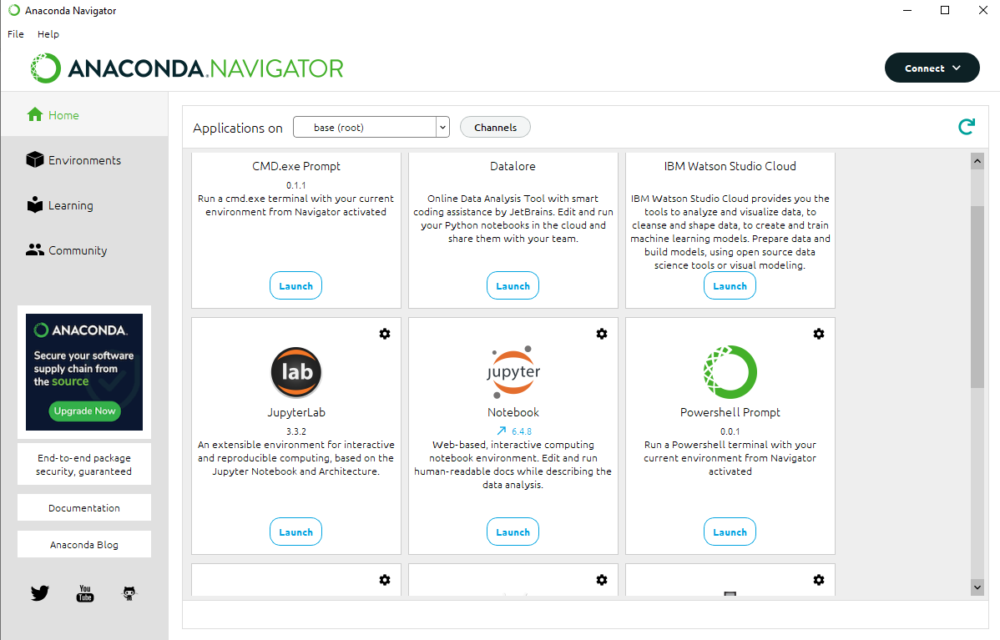 Anaconda Navigator
File Help
ANACONDA.NAVIGATOR
Connect
Home
Environments
Learning
Community
ANACONDA.
Secure your software
supply chain from
the source
Upgrade Now
End-to-end package
security, guaranteed
Documentation
Anaconda Blog
You
Tube
Applications on
base (root)
Channels
CMD.exe Prompt
0.1.1
Run a cmd.exe terminal with your current
environment from Navigator activated
Launch
Datalore
Online Data Analysis Tool with smart
coding assistance by JetBrains. Edit and run
your Python notebooks in the cloud and
share them with your team.
Launch
IBM Watson Studio Cloud
IBM Watson Studio Cloud provides you the
tools to analyze and visualize data, to
cleanse and shape data, to create and train
machine learning models. Prepare data and
build models, using open source data
science tools or visual modeling.
Launch
lab
JupyterLab
3.3.2
An extensible environment for interactive
and reproducible computing, based on the
Jupyter Notebook and Architecture.
Launch
jupyter
Notebook
6.4.8
Web-based, interactive computing
notebook environment. Edit and run
human-readable docs while describing the
data analysis.
Launch
Powershell Prompt
0.0.1
Run a Powershell terminal with your
current environment from Navigator
activated
Launch